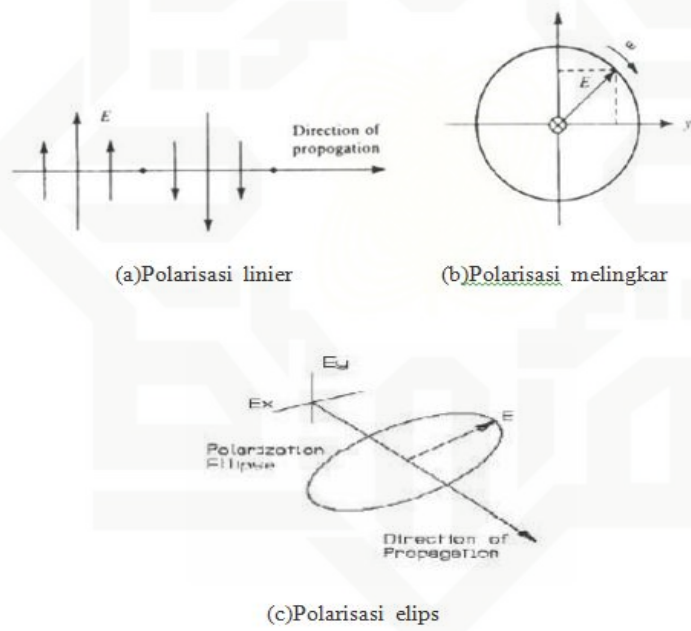 E
Direction of
propogation
(a)Polarisasi linier
ω
E
y
(b)Polarisasi melingkar
Ey
Ex
E
Polarization
Ellipse
Direction of
Propagation
(c)Polarisasi elips